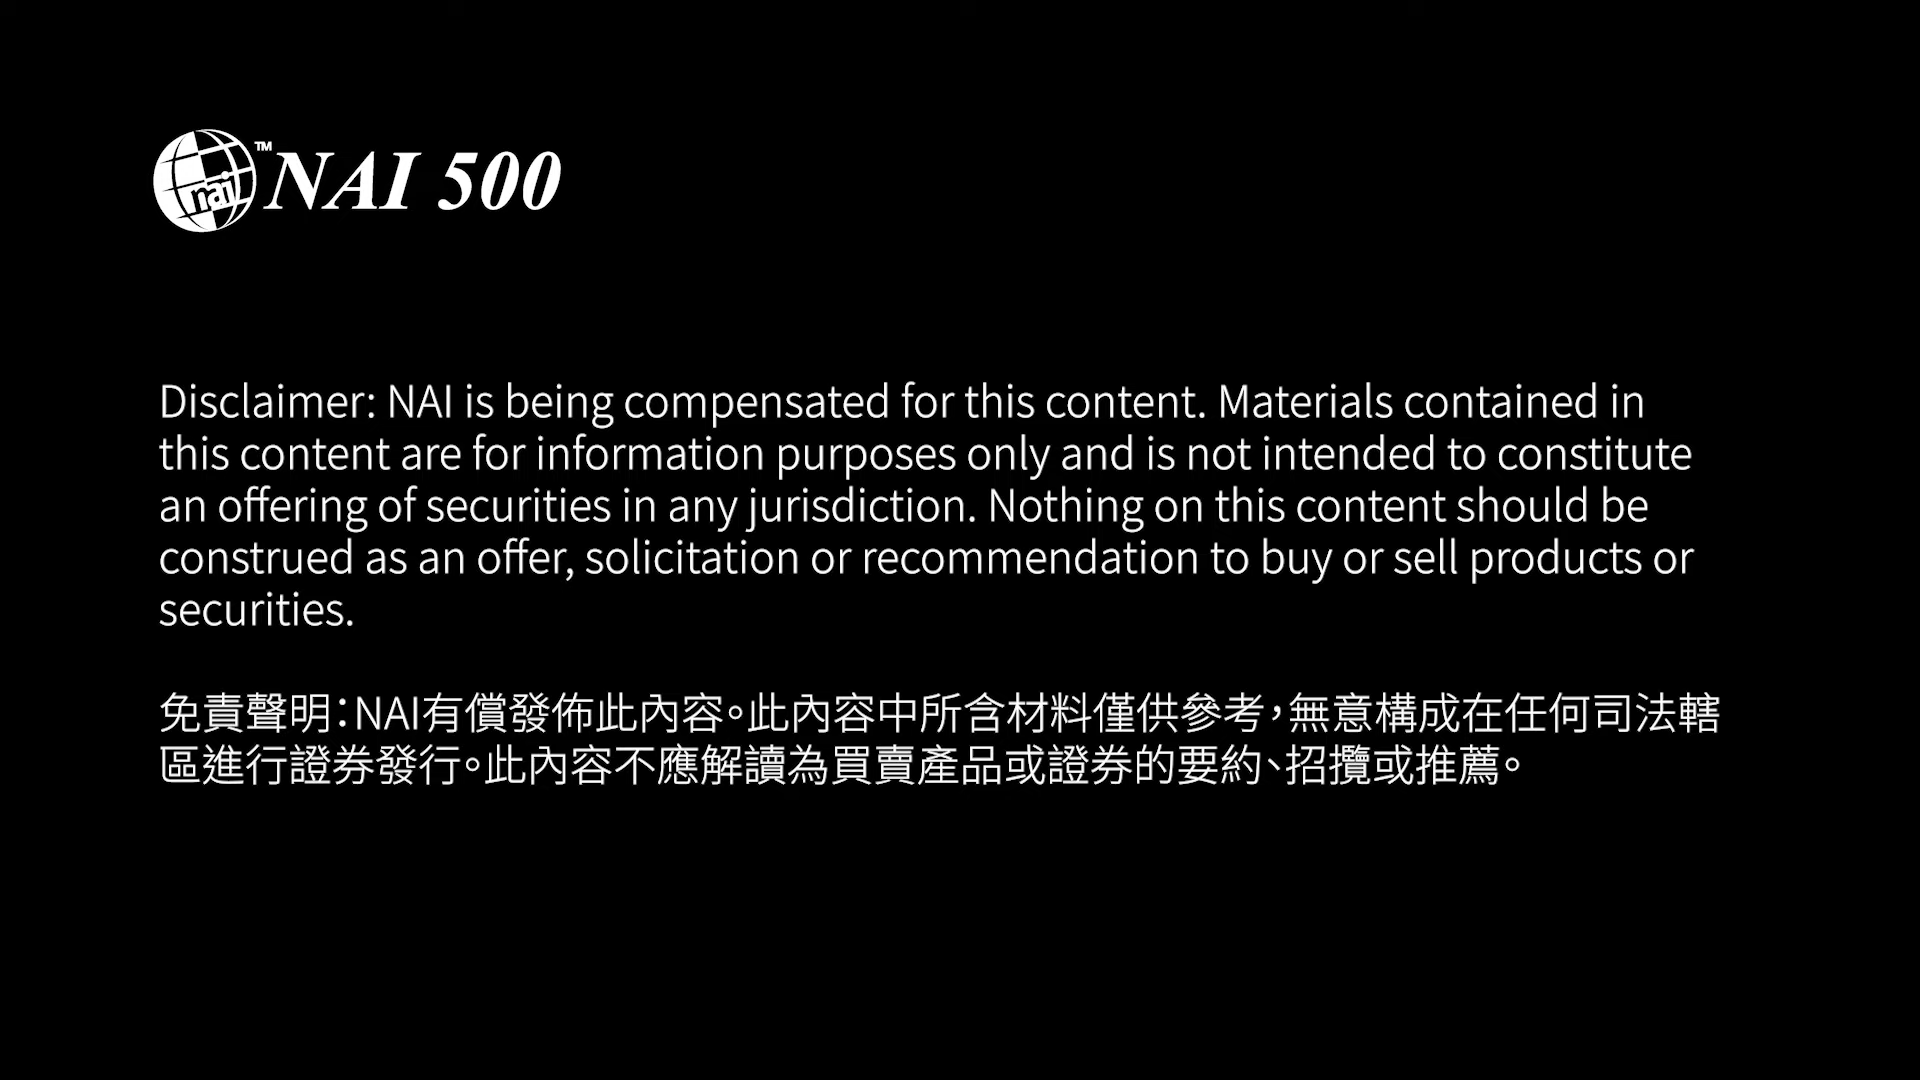 nai™ NAI 500
Disclaimer: NAI is being compensated for this content. Materials contained in
this content are for information purposes only and is not intended to constitute
an offering of securities in any jurisdiction. Nothing on this content should be
construed as an offer, solicitation or recommendation to buy or sell products or
securities.
免責聲明：NAI有償發佈此內容。此內容中所含材料僅供參考，無意構成在任何司法轄
區進行證券發行。此內容不應解讀為買賣產品或證券的要約、招攬或推薦。